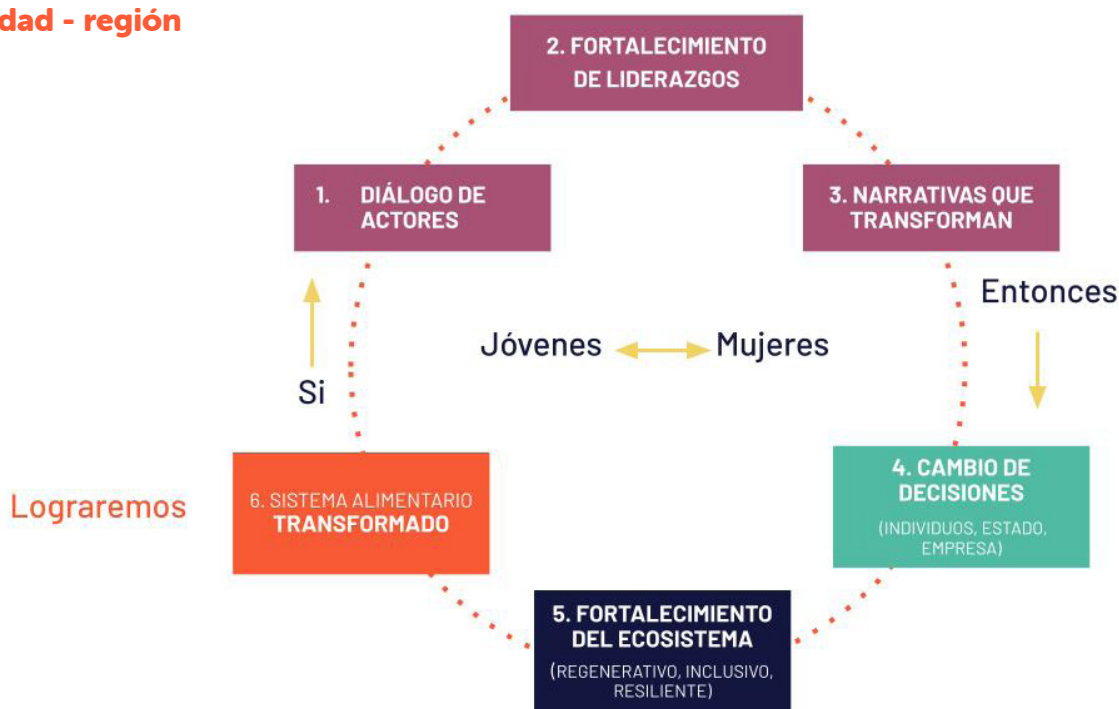 dad - región
2. FORTALECIMIENTO
DE LIDERAZGOS
1. DIÁLOGO DE
ACTORES
3. NARRATIVAS QUE
TRANSFORMAN
Entonces
Jóvenes
Mujeres
Si
Lograremos
6. SISTEMA ALIMENTARIO
TRANSFORMADO
4. CAMBIO DE
DECISIONES
(INDIVIDUOS, ESTADO,
EMPRESA)
5. FORTALECIMIENTO
DEL ECOSISTEMA
(REGENERATIVO, INCLUSIVO,
RESILIENTE)